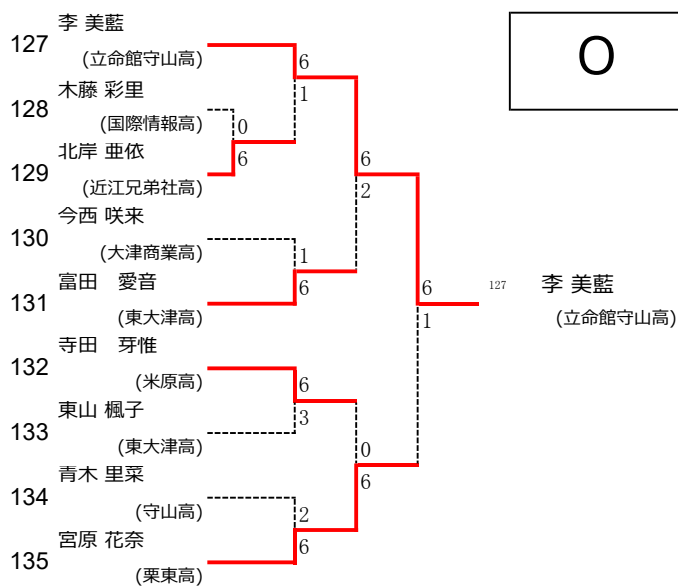 O
李 美藍
127
(立命館守山高)
6
1
木藤 彩里
128
(国際情報高)
0
6
北岸 亜依
129
(近江兄弟社高)
6
2
今西 咲来
130
(大津商業高)
1
6
富田　愛音
131
(東大津高)
6
1
127
李 美藍
(立命館守山高)
寺田　芽惟
132
(米原高)
6
3
東山 楓子
133
(東大津高)
0
6
青木 里菜
134
(守山高)
2
6
宮原 花奈
135
(栗東高)